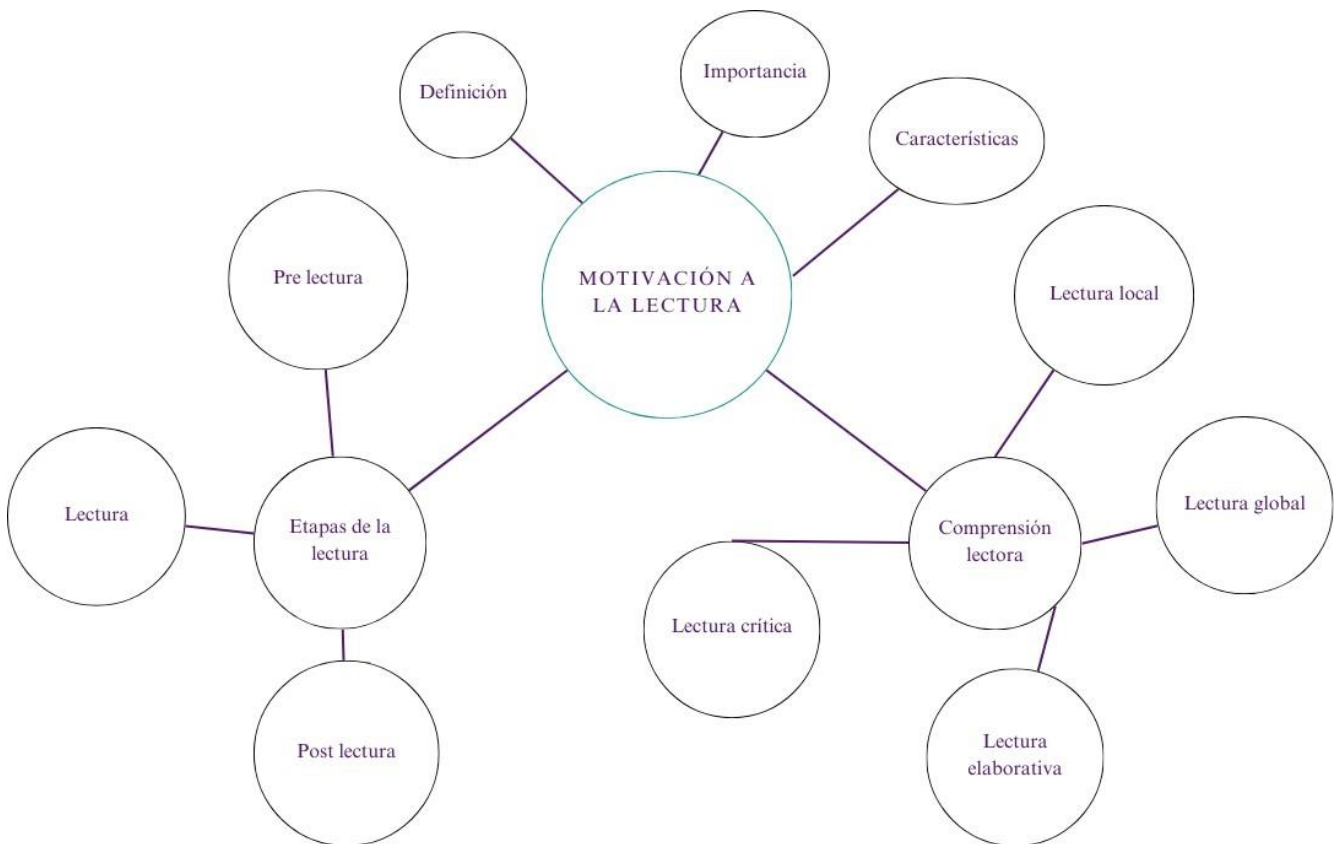 Definición
Importancia
Características
MOTIVACIÓN A
LA LECTURA
Pre lectura
Lectura local
Lectura
Etapas de la
lectura
Comprensión
lectora
Lectura global
Lectura crítica
Post lectura
Lectura
elaborativa